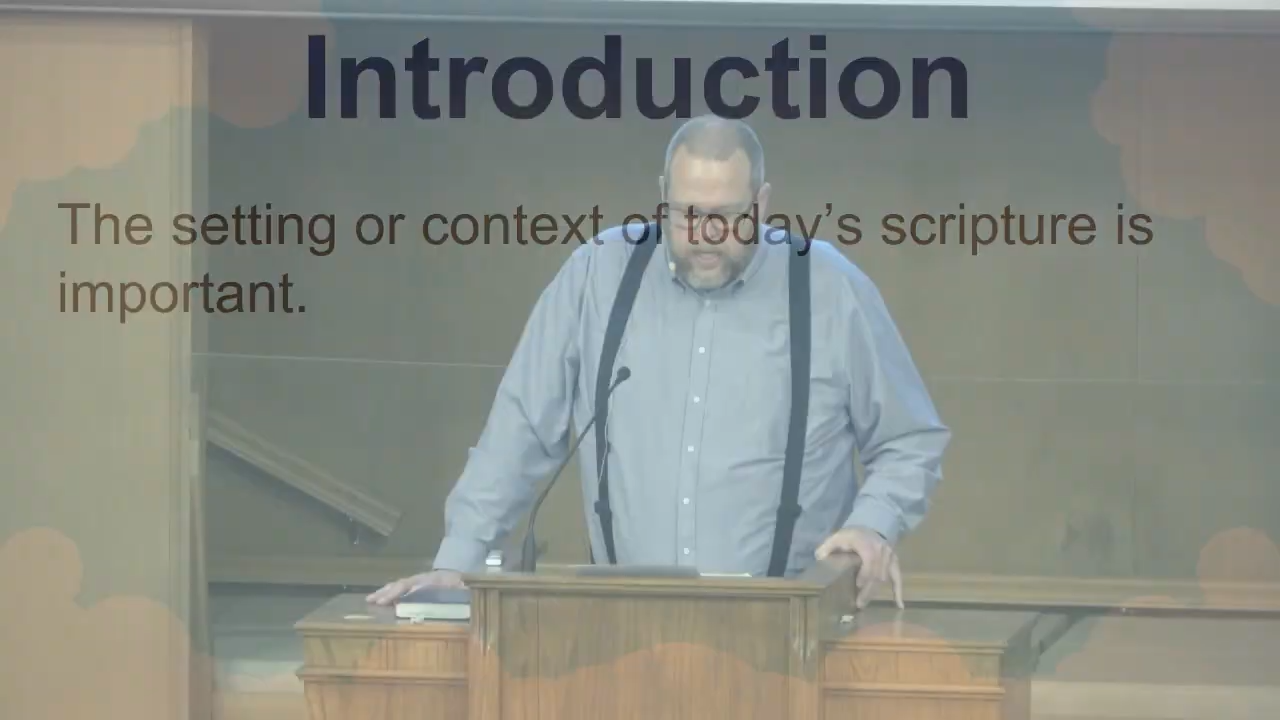 Introduction
The setting or context of today’s scripture is
important.